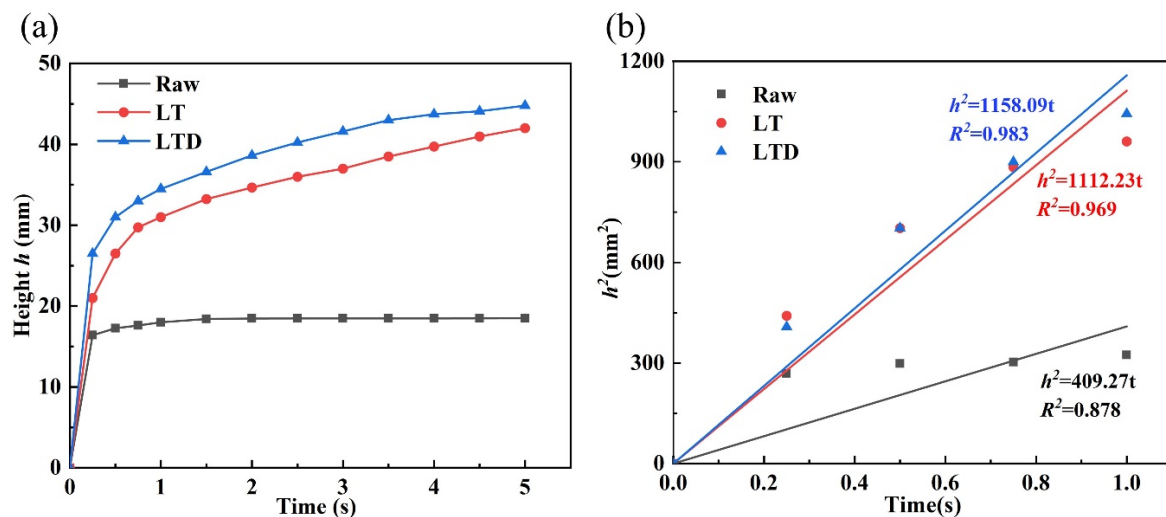 (a)
50
40
30
20
10
0
Height h (mm)
Raw
LT
LTD
0 1 2 3 4 5
Time (s)
(b)
1200
900
600
300
0
h²(mm²)
Raw
LT
LTD
h²=1158.09t
R²=0.983
h²=1112.23t
R²=0.969
h²=409.27t
R²=0.878
0.0 0.2 0.4 0.6 0.8 1.0
Time(s)